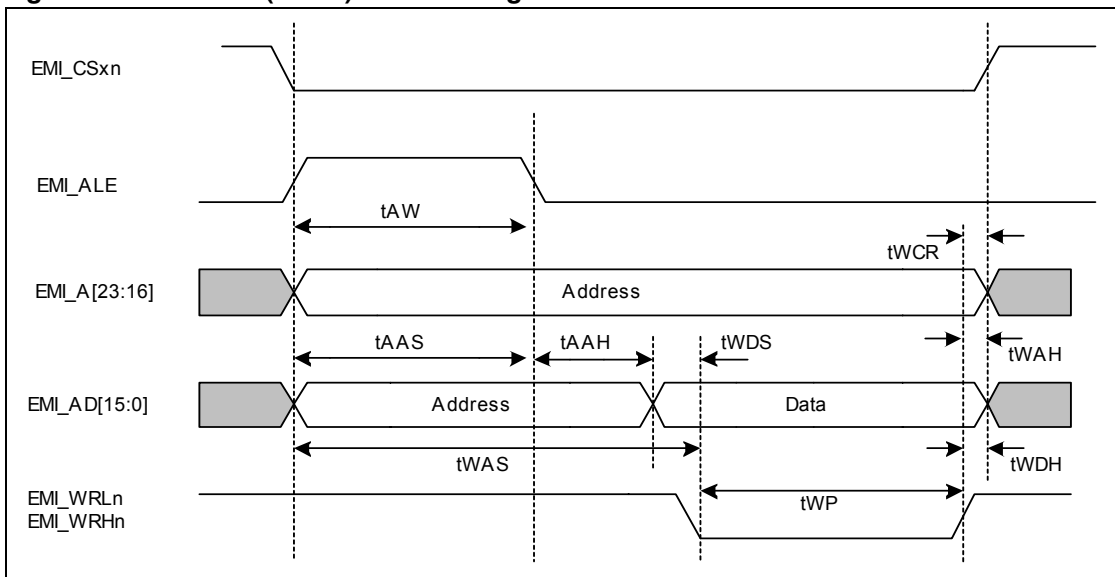 EMI_CSxn
EMI_ALE
tAW
tWCR
EMI_A[23:16]
Address
tAAS
tAAH
tWDS
tWAH
EMI_AD[15:0]
Address
Data
tWAS
tWDH
EMI_WRLn
EMI_WRHn
tWP